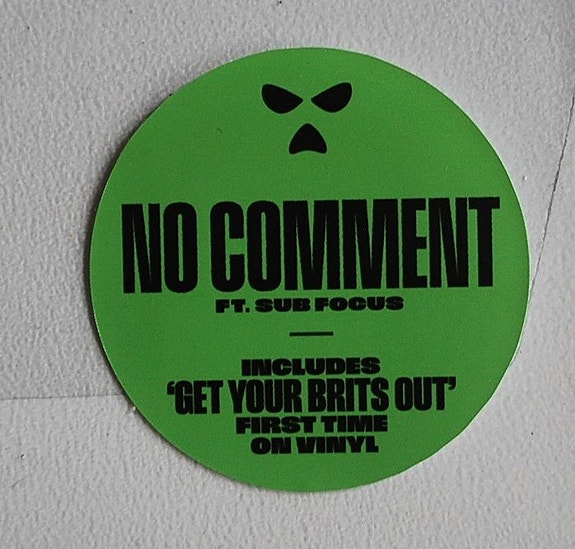 NO COMMENT
FT. SUB FOCUS
INCLUDES
‘GET YOUR BRITS OUT’
FIRST TIME
ON VINYL